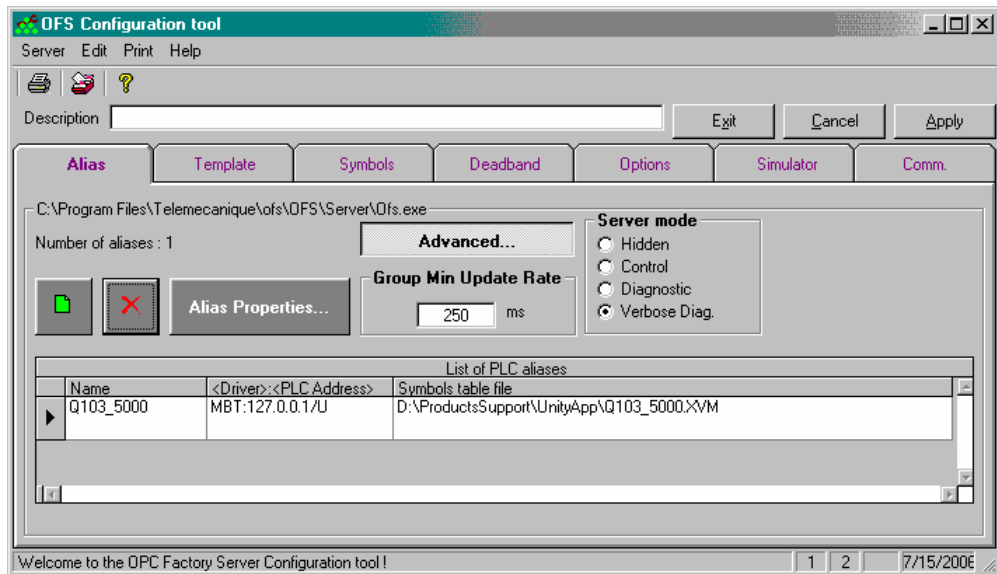 OFS Configuration tool
Server Edit Print Help
Description
Exit Cancel Apply
Alias Template Symbols Deadband Options Simulator Comm.
C:\Program Files\Telemecanique\ofs\OFS\Server\Ofs.exe
Number of aliases : 1
Advanced...
Server mode
Hidden
Control
Diagnostic
Verbose Diag.
Group Min Update Rate
250 ms
Alias Properties...
List of PLC aliases
Name <Driver>:<PLC Address> Symbols table file
Q103_5000 MBT:127.0.0.1/U D:\ProductsSupport\UnityApp\Q103_5000.XVM
Welcome to the OPC Factory Server Configuration tool ! 1 2 7/15/2006